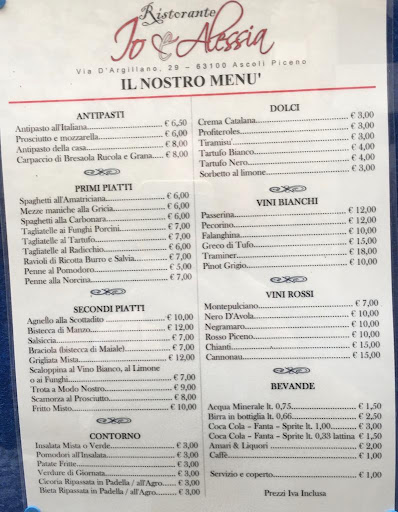 Ristorante
Io e Alessia
Via D'Argillano, 29 – 63100 Ascoli Piceno
IL NOSTRO MENU'
ANTIPASTI
Antipasto all'Italiana € 6,50
Prosciutto e mozzarella € 6,00
Antipasto della casa € 8,00
Carpaccio di Bresaola Rucola e Grana € 8,00
PRIMI PIATTI
Spaghetti all'Amatriciana € 6,00
Mezze maniche alla Gricia € 6,00
Spaghetti alla Carbonara € 6,00
Tagliatelle ai Funghi Porcini € 7,00
Tagliatelle al Tartufo € 7,00
Tagliatelle al Radicchio € 6,00
Ravioli di Ricotta Burro e Salvia € 7,00
Penne al Pomodoro € 5,00
Penne alla Norcina € 7,00
SECONDI PIATTI
Agnello alla Scottadito € 10,00
Bistecca di Manzo € 12,00
Salsiccia € 7,00
Braciola (bistecca di Maiale) € 7,00
Grigliata Mista € 12,00
Scaloppina al Vino Bianco, al Limone
o ai Funghi € 7,00
Trota a Modo Nostro € 9,00
Scamorza al Prosciutto € 8,00
Fritto Misto € 10,00
CONTORNO
Insalata Mista o Verde € 3,00
Pomodori all'Insalata € 3,00
Patate Fritte € 3,00
Verdure di Giornata € 3,00
Cicoria Ripassata in Padella / all'Agro € 3,00
Bieta Ripassata in Padella / all'Agro € 3,00
DOLCI
Crema Catalana € 3,00
Profiteroles € 3,00
Tiramisu' € 3,00
Tartufo Bianco € 4,00
Tartufo Nero € 4,00
Sorbetto al limone € 3,00
VINI BIANCHI
Passerina € 12,00
Pecorino € 12,00
Falanghina € 10,00
Greco di Tufo € 15,00
Traminer € 18,00
Pinot Grigio € 10,00
VINI ROSSI
Montepulciano € 7,00
Nero D'Avola € 10,00
Negramaro € 10,00
Rosso Piceno € 10,00
Chianti € 15,00
Cannonau € 15,00
BEVANDE
Acqua Minerale lt. 0,75 € 1,50
Birra in bottiglia lt. 0,66 € 2,50
Coca Cola – Fanta – Sprite lt. 1,00 € 3,00
Coca Cola – Fanta – Sprite lt. 0,33 lattina € 1,50
Amari & Liquori € 2,00
Caffè € 1,00
Servizio e coperto € 1,00
Prezzi Iva Inclusa